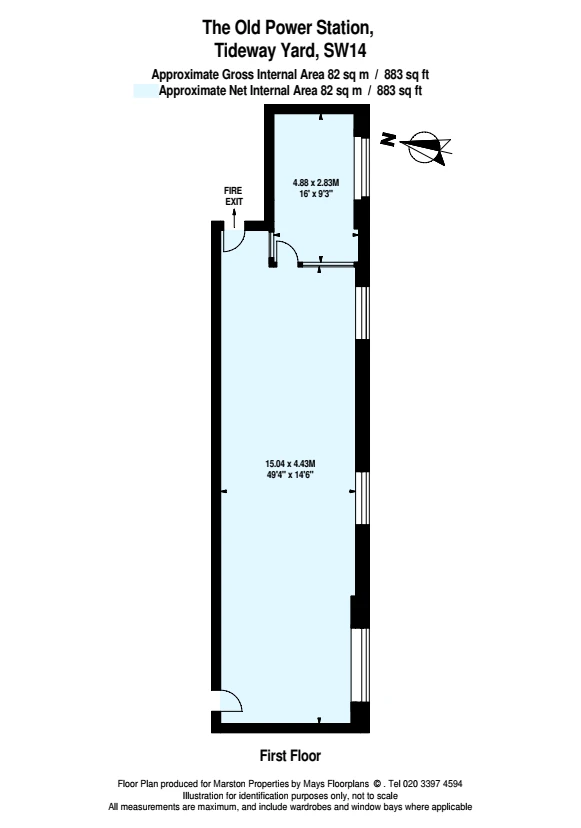 The Old Power Station,
Tideway Yard, SW14
Approximate Gross Internal Area 82 sq m / 883 sq ft
Approximate Net Internal Area 82 sq m / 883 sq ft
N
4.88 x 2.83M
16' x 9'3"
FIRE
EXIT
15.04 x 4.43M
49'4" x 14'6"
First Floor
Floor Plan produced for Marston Properties by Mays Floorplans © . Tel 020 3397 4594
Illustration for identification purposes only, not to scale
All measurements are maximum, and include wardrobes and window bays where applicable